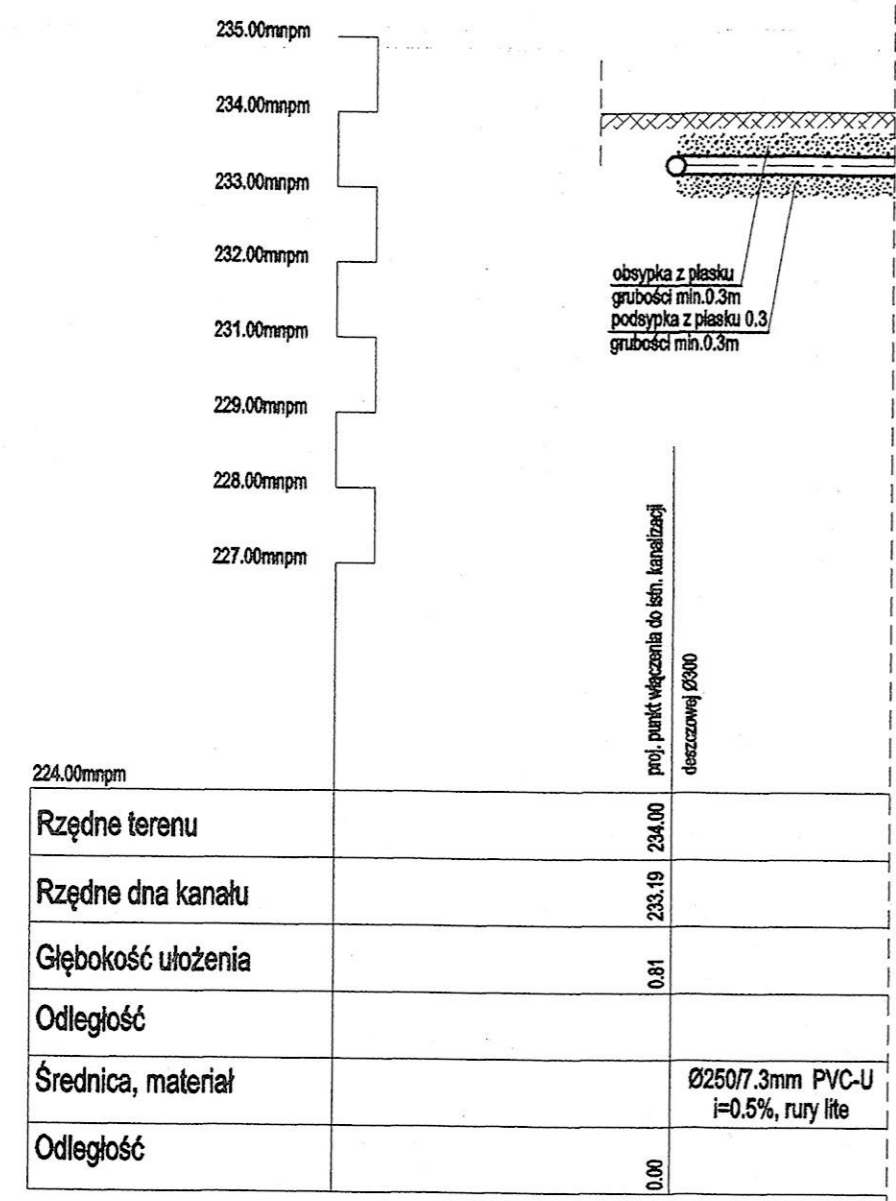 235.00mnpm
234.00mnpm
233.00mnpm
232.00mnpm
231.00mnpm
229.00mnpm
228.00mnpm
227.00mnpm
obsypka z piasku
grubości min.0.3m
podsypka z piasku 0.3
grubości min.0.3m
proj. punkt włączenia do istn. kanalizacji
deszczowej Ø300
224.00mnpm
Rzędne terenu 234.00
Rzędne dna kanału 233.19
Głębokość ułożenia 0.81
Odległość
Średnica, materiał Ø250/7.3mm PVC-U
i=0.5%, rury lite
Odległość 0.00